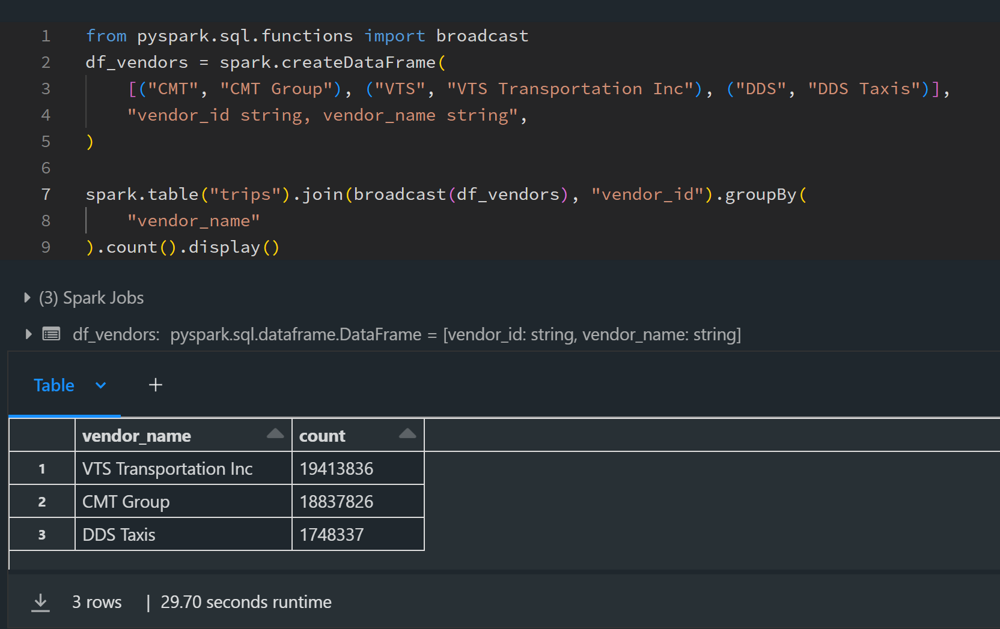 1 from pyspark.sql.functions import broadcast
2 df_vendors = spark.createDataFrame(
3 [("CMT", "CMT Group"), ("VTS", "VTS Transportation Inc"), ("DDS", "DDS Taxis")],
4 "vendor_id string, vendor_name string",
5 )
6
7 spark.table("trips").join(broadcast(df_vendors), "vendor_id").groupBy(
8 "vendor_name"
9 ).count().display()
(3) Spark Jobs
df_vendors: pyspark.sql.dataframe.DataFrame = [vendor_id: string, vendor_name: string]
Table +
vendor_name count
1 VTS Transportation Inc 19413836
2 CMT Group 18837826
3 DDS Taxis 1748337
3 rows | 29.70 seconds runtime